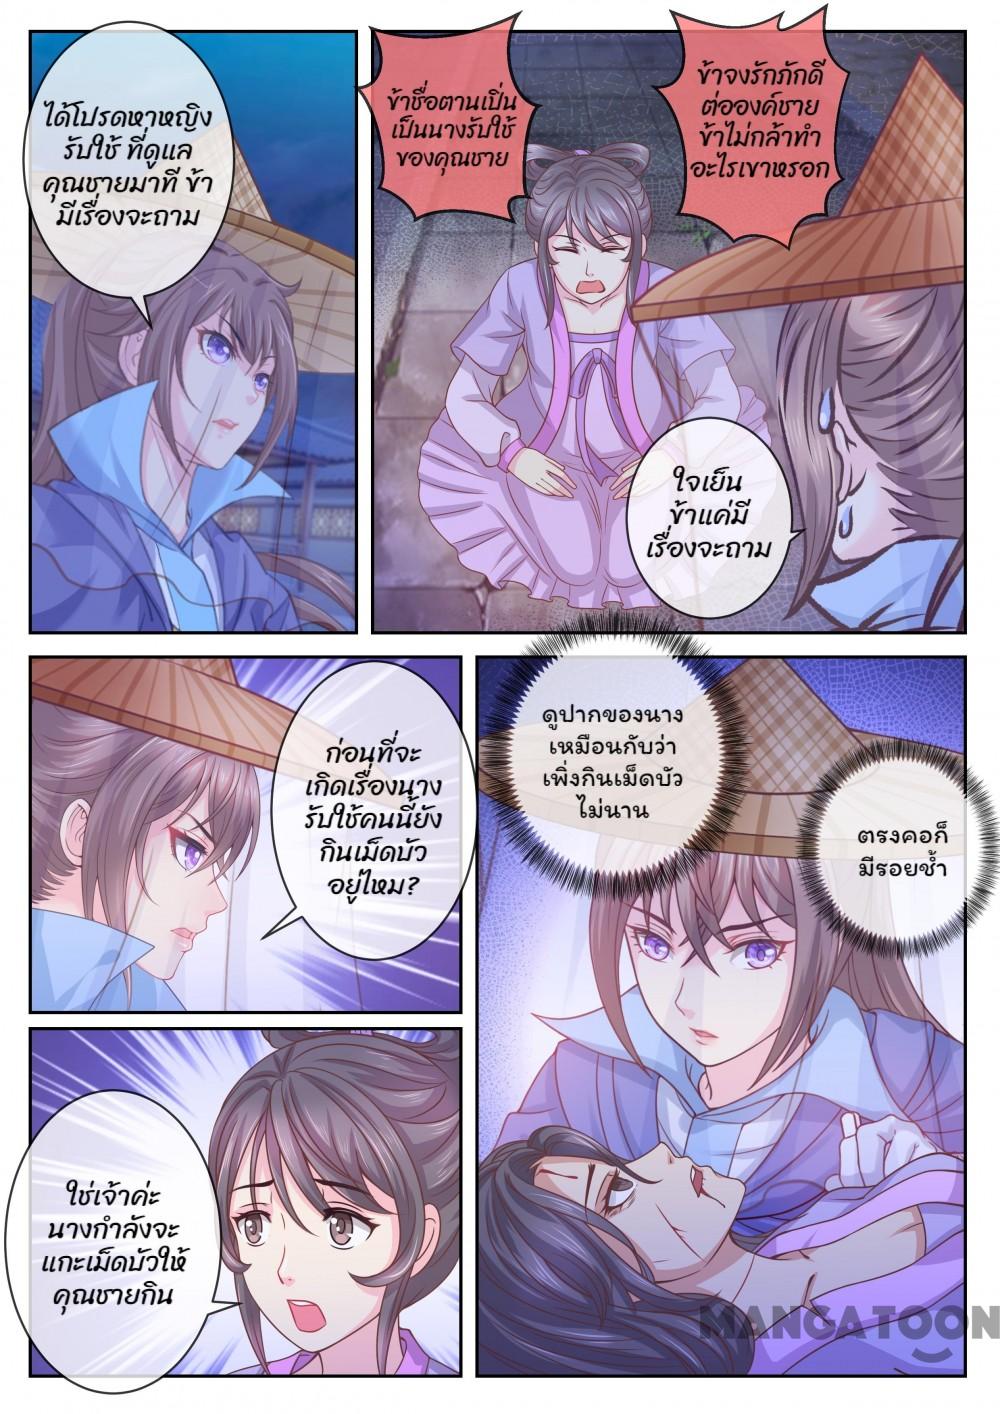 ได้โปรดหาหญิง
รับใช้ ที่ดูแล
คุณชายมาที ข้า
มีเรื่องจะถาม
ข้าชื่อตานเปิ่น
เป็นนางรับใช้
ของคุณชาย
ข้าจงรักภักดี
ต่อองค์ชาย
ข้าไม่กล้าทำ
อะไรเขาหรอก
ใจเย็น
ข้าแค่มี
เรื่องจะถาม
ก่อนที่จะ
เกิดเรื่องนาง
รับใช้คนนี้ยัง
กินเม็ดบัว
อยู่ไหม?
ดูปากของนาง
เหมือนกับว่า
เพิ่งกินเม็ดบัว
ไม่นาน
ตรงคอก็
มีรอยช้ำ
ใช่เจ้าค่ะ
นางกำลังจะ
แกะเม็ดบัวให้
คุณชายกิน
MANGATOON